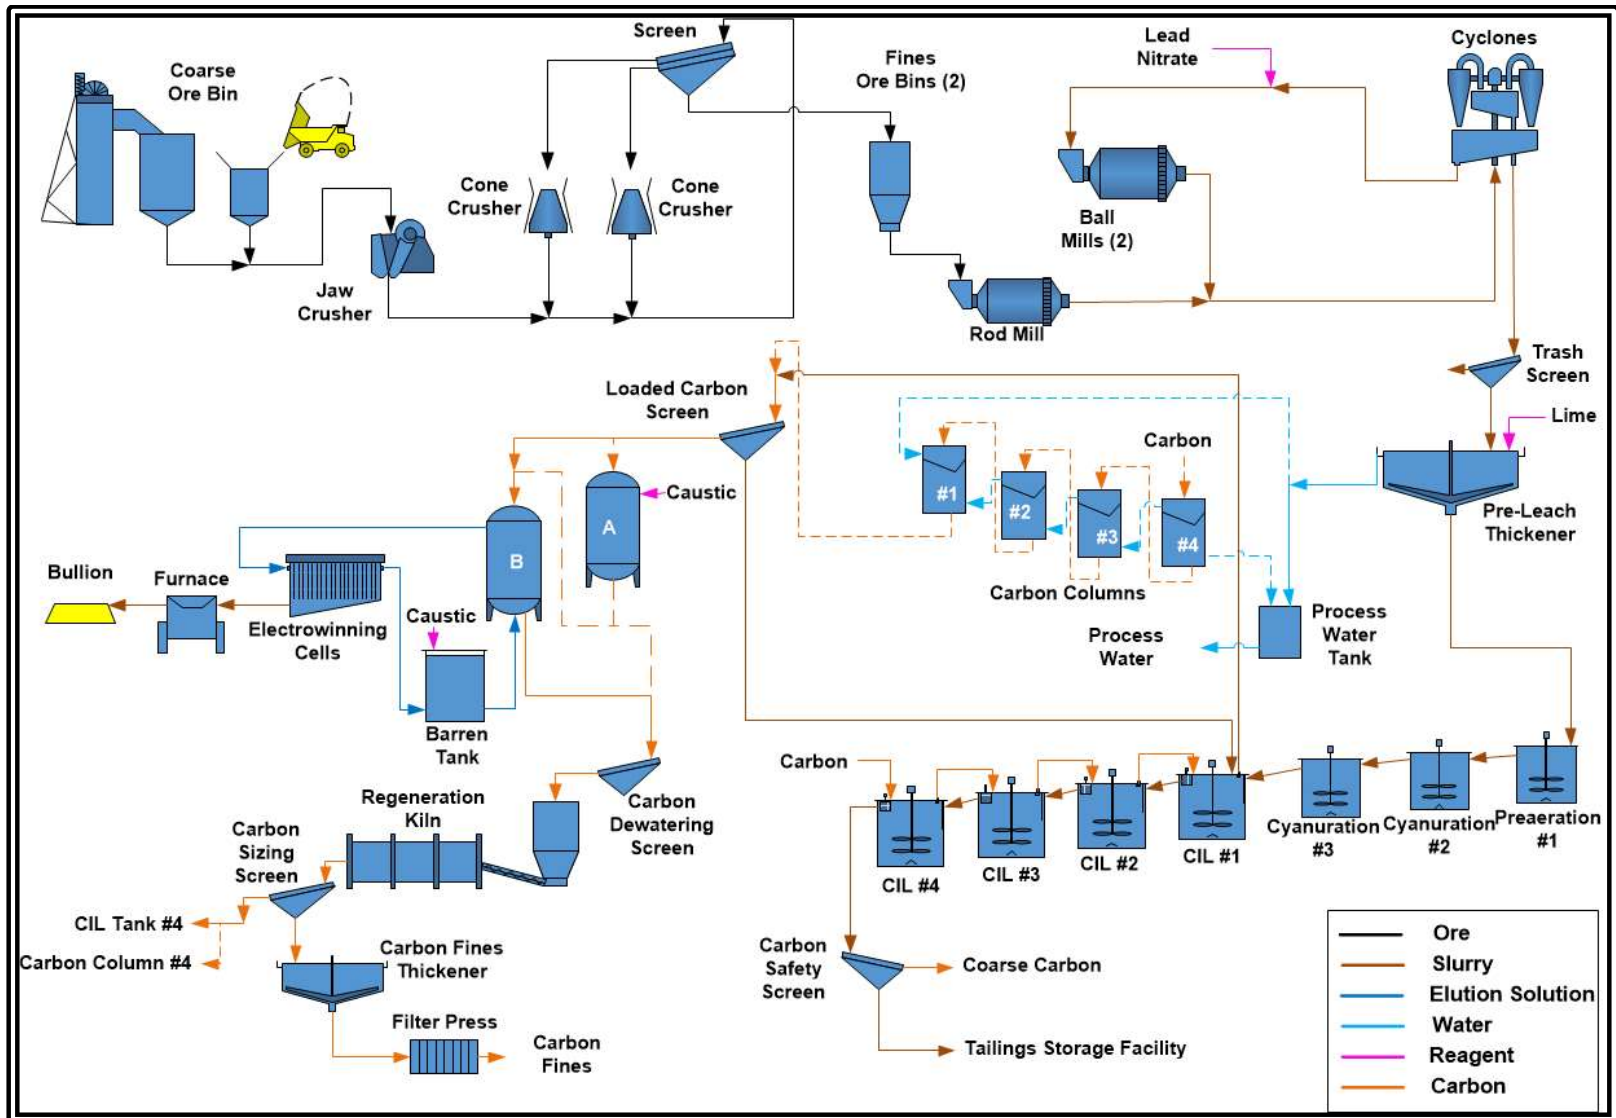 Screen
Coarse
Ore Bin
Fines
Ore Bins (2)
Lead
Nitrate
Cyclones
Cone
Crusher
Cone
Crusher
Ball
Mills (2)
Jaw
Crusher
Rod Mill
Trash
Screen
Loaded Carbon
Screen
Lime
Carbon
Caustic
#1
#2
#3
#4
Pre-Leach
Thickener
A
B
Bullion
Furnace
Electrowinning
Cells
Caustic
Carbon Columns
Process
Water
Process
Water
Tank
Barren
Tank
Carbon
Carbon
Dewatering
Screen
Regeneration
Kiln
Carbon
Sizing
Screen
CIL #4
CIL #3
CIL #2
CIL #1
Cyanuration
#3
Cyanuration
#2
Preaeration
#1
CIL Tank #4
Carbon Column #4
Carbon Fines
Thickener
Carbon
Safety
Screen
Coarse Carbon
Filter Press
Carbon
Fines
Tailings Storage Facility
Ore
Slurry
Elution Solution
Water
Reagent
Carbon